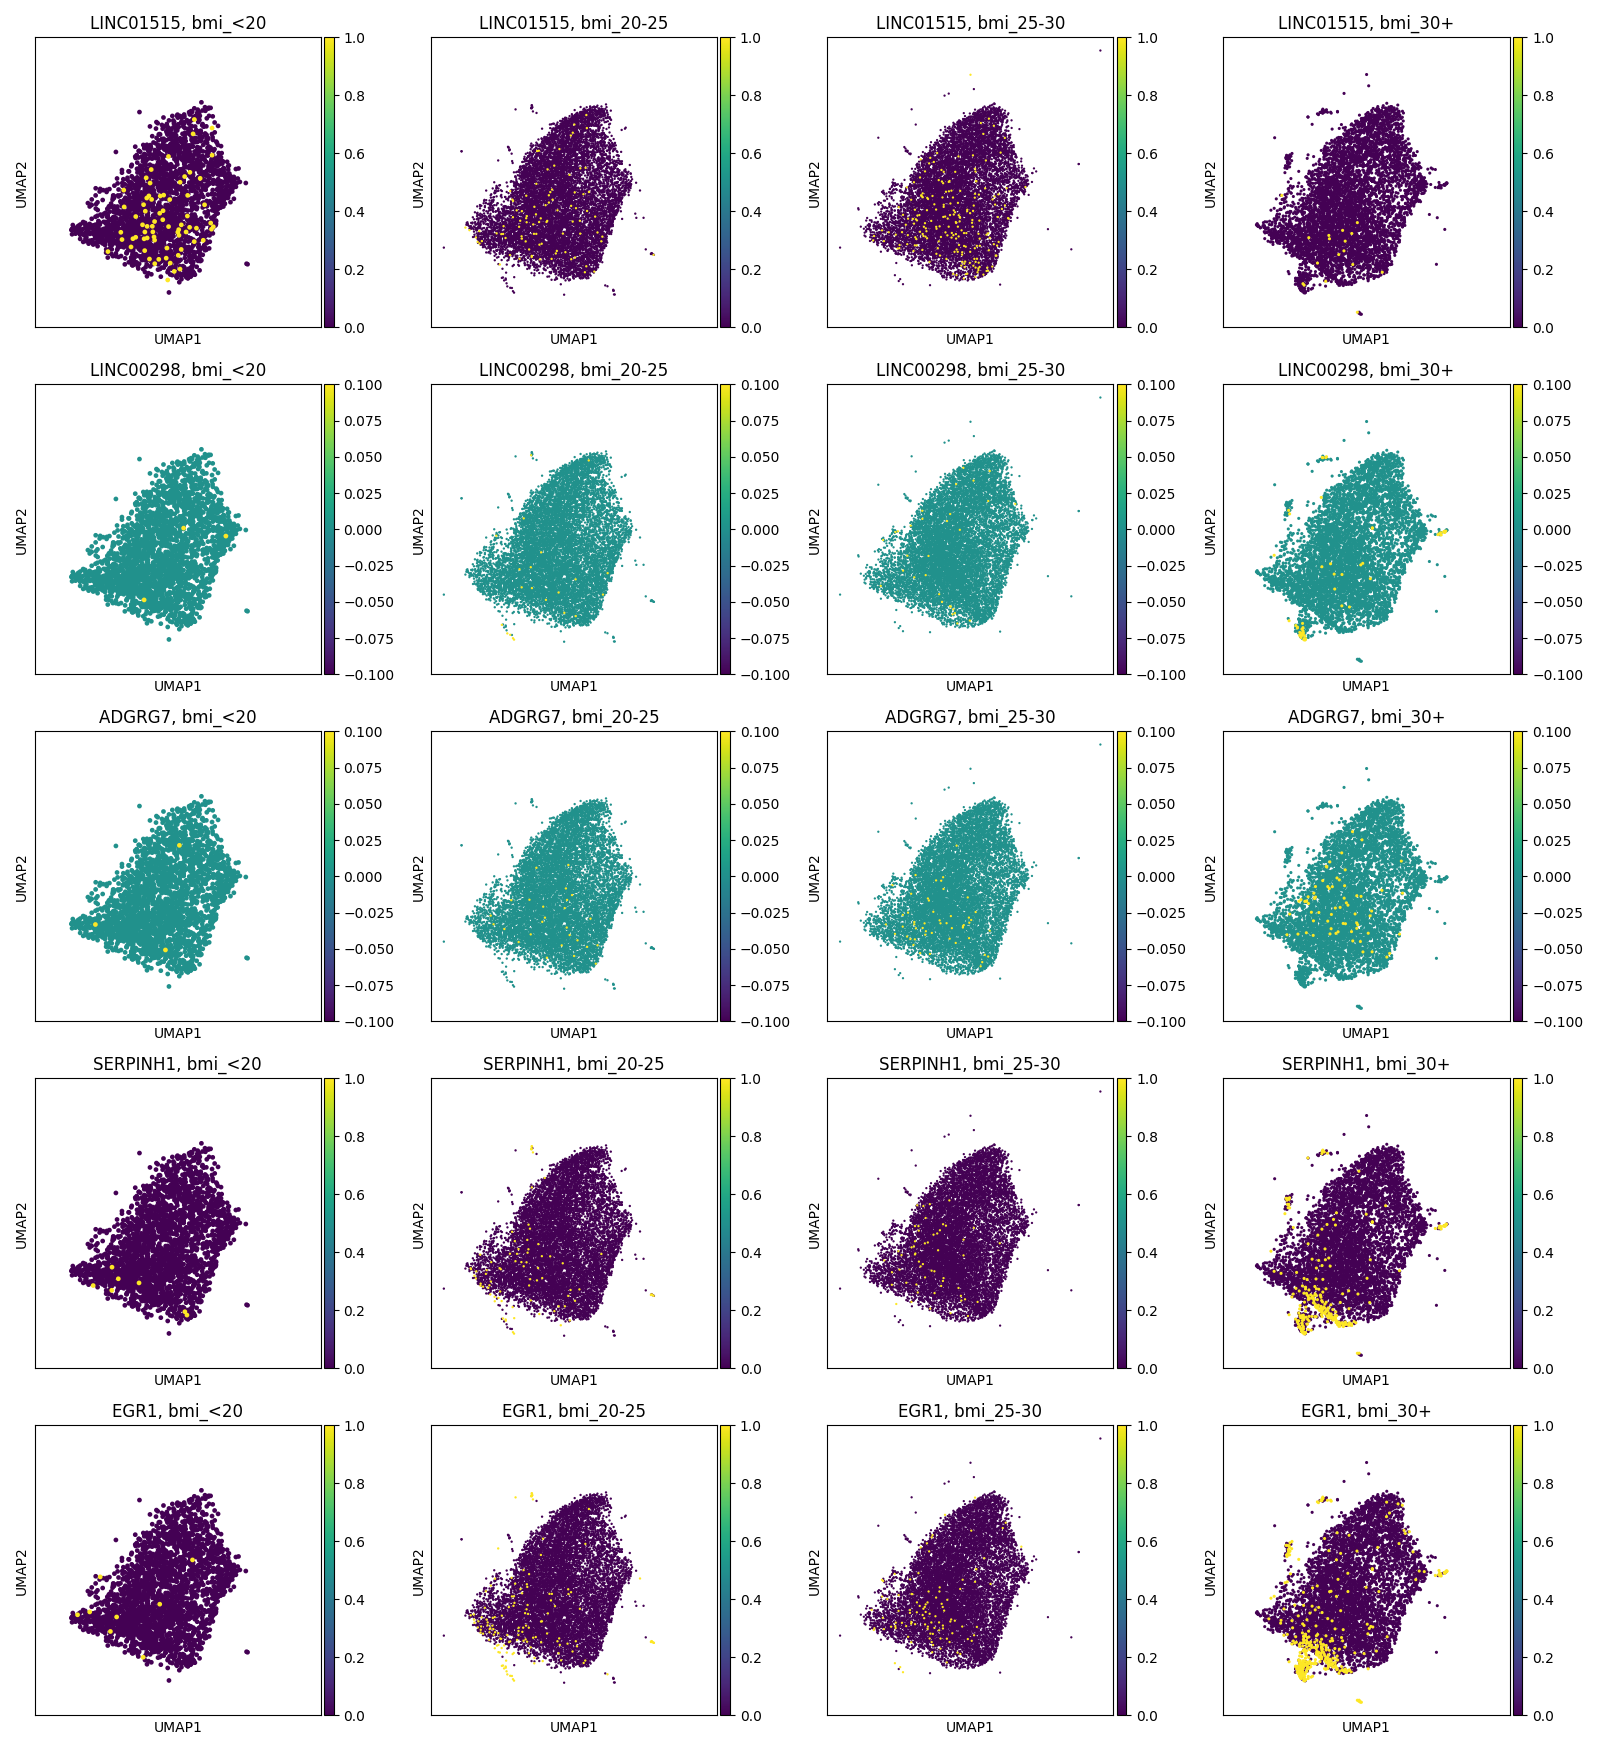 LINC01515, bmi_<20 LINC01515, bmi_20-25 LINC01515, bmi_25-30 LINC01515, bmi_30+
1.0 1.0 1.0 1.0
0.8 0.8 0.8 0.8
0.6 0.6 0.6 0.6
UMAP2 UMAP2 UMAP2 UMAP2
0.4 0.4 0.4 0.4
0.2 0.2 0.2 0.2
0.0 0.0 0.0 0.0
UMAP1 UMAP1 UMAP1 UMAP1
LINC00298, bmi_<20 LINC00298, bmi_20-25 LINC00298, bmi_25-30 LINC00298, bmi_30+
0.100 0.100 0.100 0.100
0.075 0.075 0.075 0.075
0.050 0.050 0.050 0.050
0.025 0.025 0.025 0.025
UMAP2 0.000 UMAP2 0.000 UMAP2 0.000 UMAP2 0.000
−0.025 −0.025 −0.025 −0.025
−0.050 −0.050 −0.050 −0.050
−0.075 −0.075 −0.075 −0.075
−0.100 −0.100 −0.100 −0.100
UMAP1 UMAP1 UMAP1 UMAP1
ADGRG7, bmi_<20 ADGRG7, bmi_20-25 ADGRG7, bmi_25-30 ADGRG7, bmi_30+
0.100 0.100 0.100 0.100
0.075 0.075 0.075 0.075
0.050 0.050 0.050 0.050
0.025 0.025 0.025 0.025
UMAP2 0.000 UMAP2 0.000 UMAP2 0.000 UMAP2 0.000
−0.025 −0.025 −0.025 −0.025
−0.050 −0.050 −0.050 −0.050
−0.075 −0.075 −0.075 −0.075
−0.100 −0.100 −0.100 −0.100
UMAP1 UMAP1 UMAP1 UMAP1
SERPINH1, bmi_<20 SERPINH1, bmi_20-25 SERPINH1, bmi_25-30 SERPINH1, bmi_30+
1.0 1.0 1.0 1.0
0.8 0.8 0.8 0.8
0.6 0.6 0.6 0.6
UMAP2 UMAP2 UMAP2 UMAP2
0.4 0.4 0.4 0.4
0.2 0.2 0.2 0.2
0.0 0.0 0.0 0.0
UMAP1 UMAP1 UMAP1 UMAP1
EGR1, bmi_<20 EGR1, bmi_20-25 EGR1, bmi_25-30 EGR1, bmi_30+
1.0 1.0 1.0 1.0
0.8 0.8 0.8 0.8
0.6 0.6 0.6 0.6
UMAP2 UMAP2 UMAP2 UMAP2
0.4 0.4 0.4 0.4
0.2 0.2 0.2 0.2
0.0 0.0 0.0 0.0
UMAP1 UMAP1 UMAP1 UMAP1